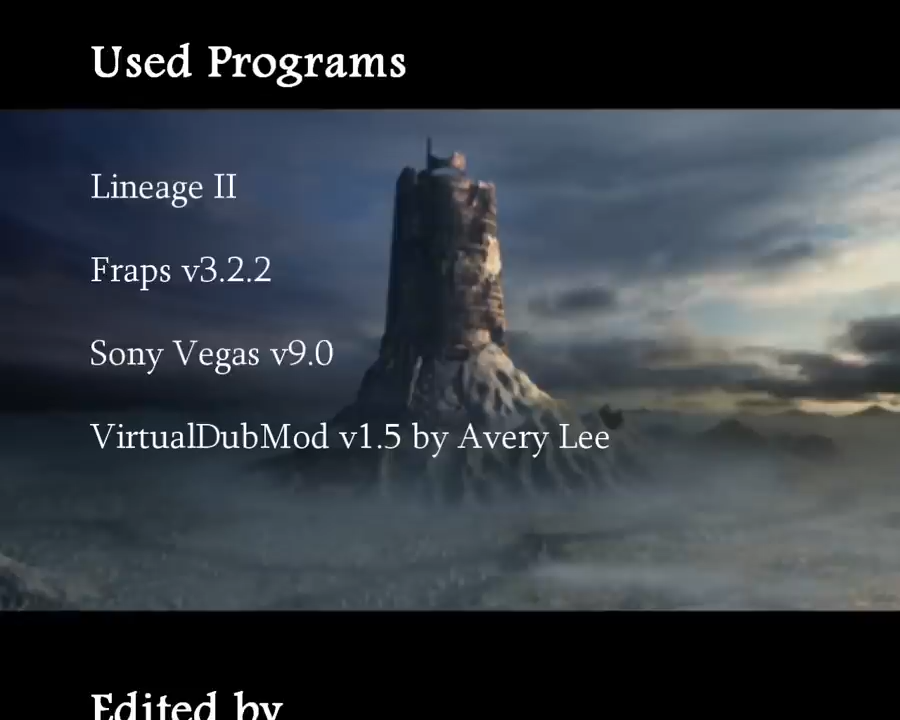 Used Programs
Lineage II
Fraps v3.2.2
Sony Vegas v9.0
VirtualDubMod v1.5 by Avery Lee
Edited by